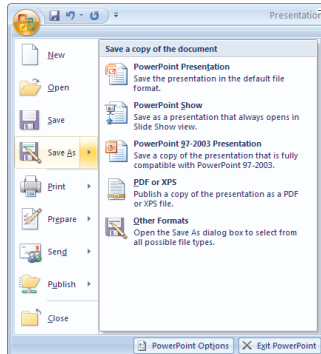 Presentation
New
Open
Save
Save As
Print
Prepare
Send
Publish
Close
Save a copy of the document
PowerPoint Presentation
Save the presentation in the default file
format.
PowerPoint Show
Save as a presentation that always opens in
Slide Show view.
PowerPoint 97-2003 Presentation
Save a copy of the presentation that is fully
compatible with PowerPoint 97-2003.
PDF or XPS
Publish a copy of the presentation as a PDF
or XPS file.
Other Formats
Open the Save As dialog box to select from
all possible file types.
PowerPoint Options
Exit PowerPoint